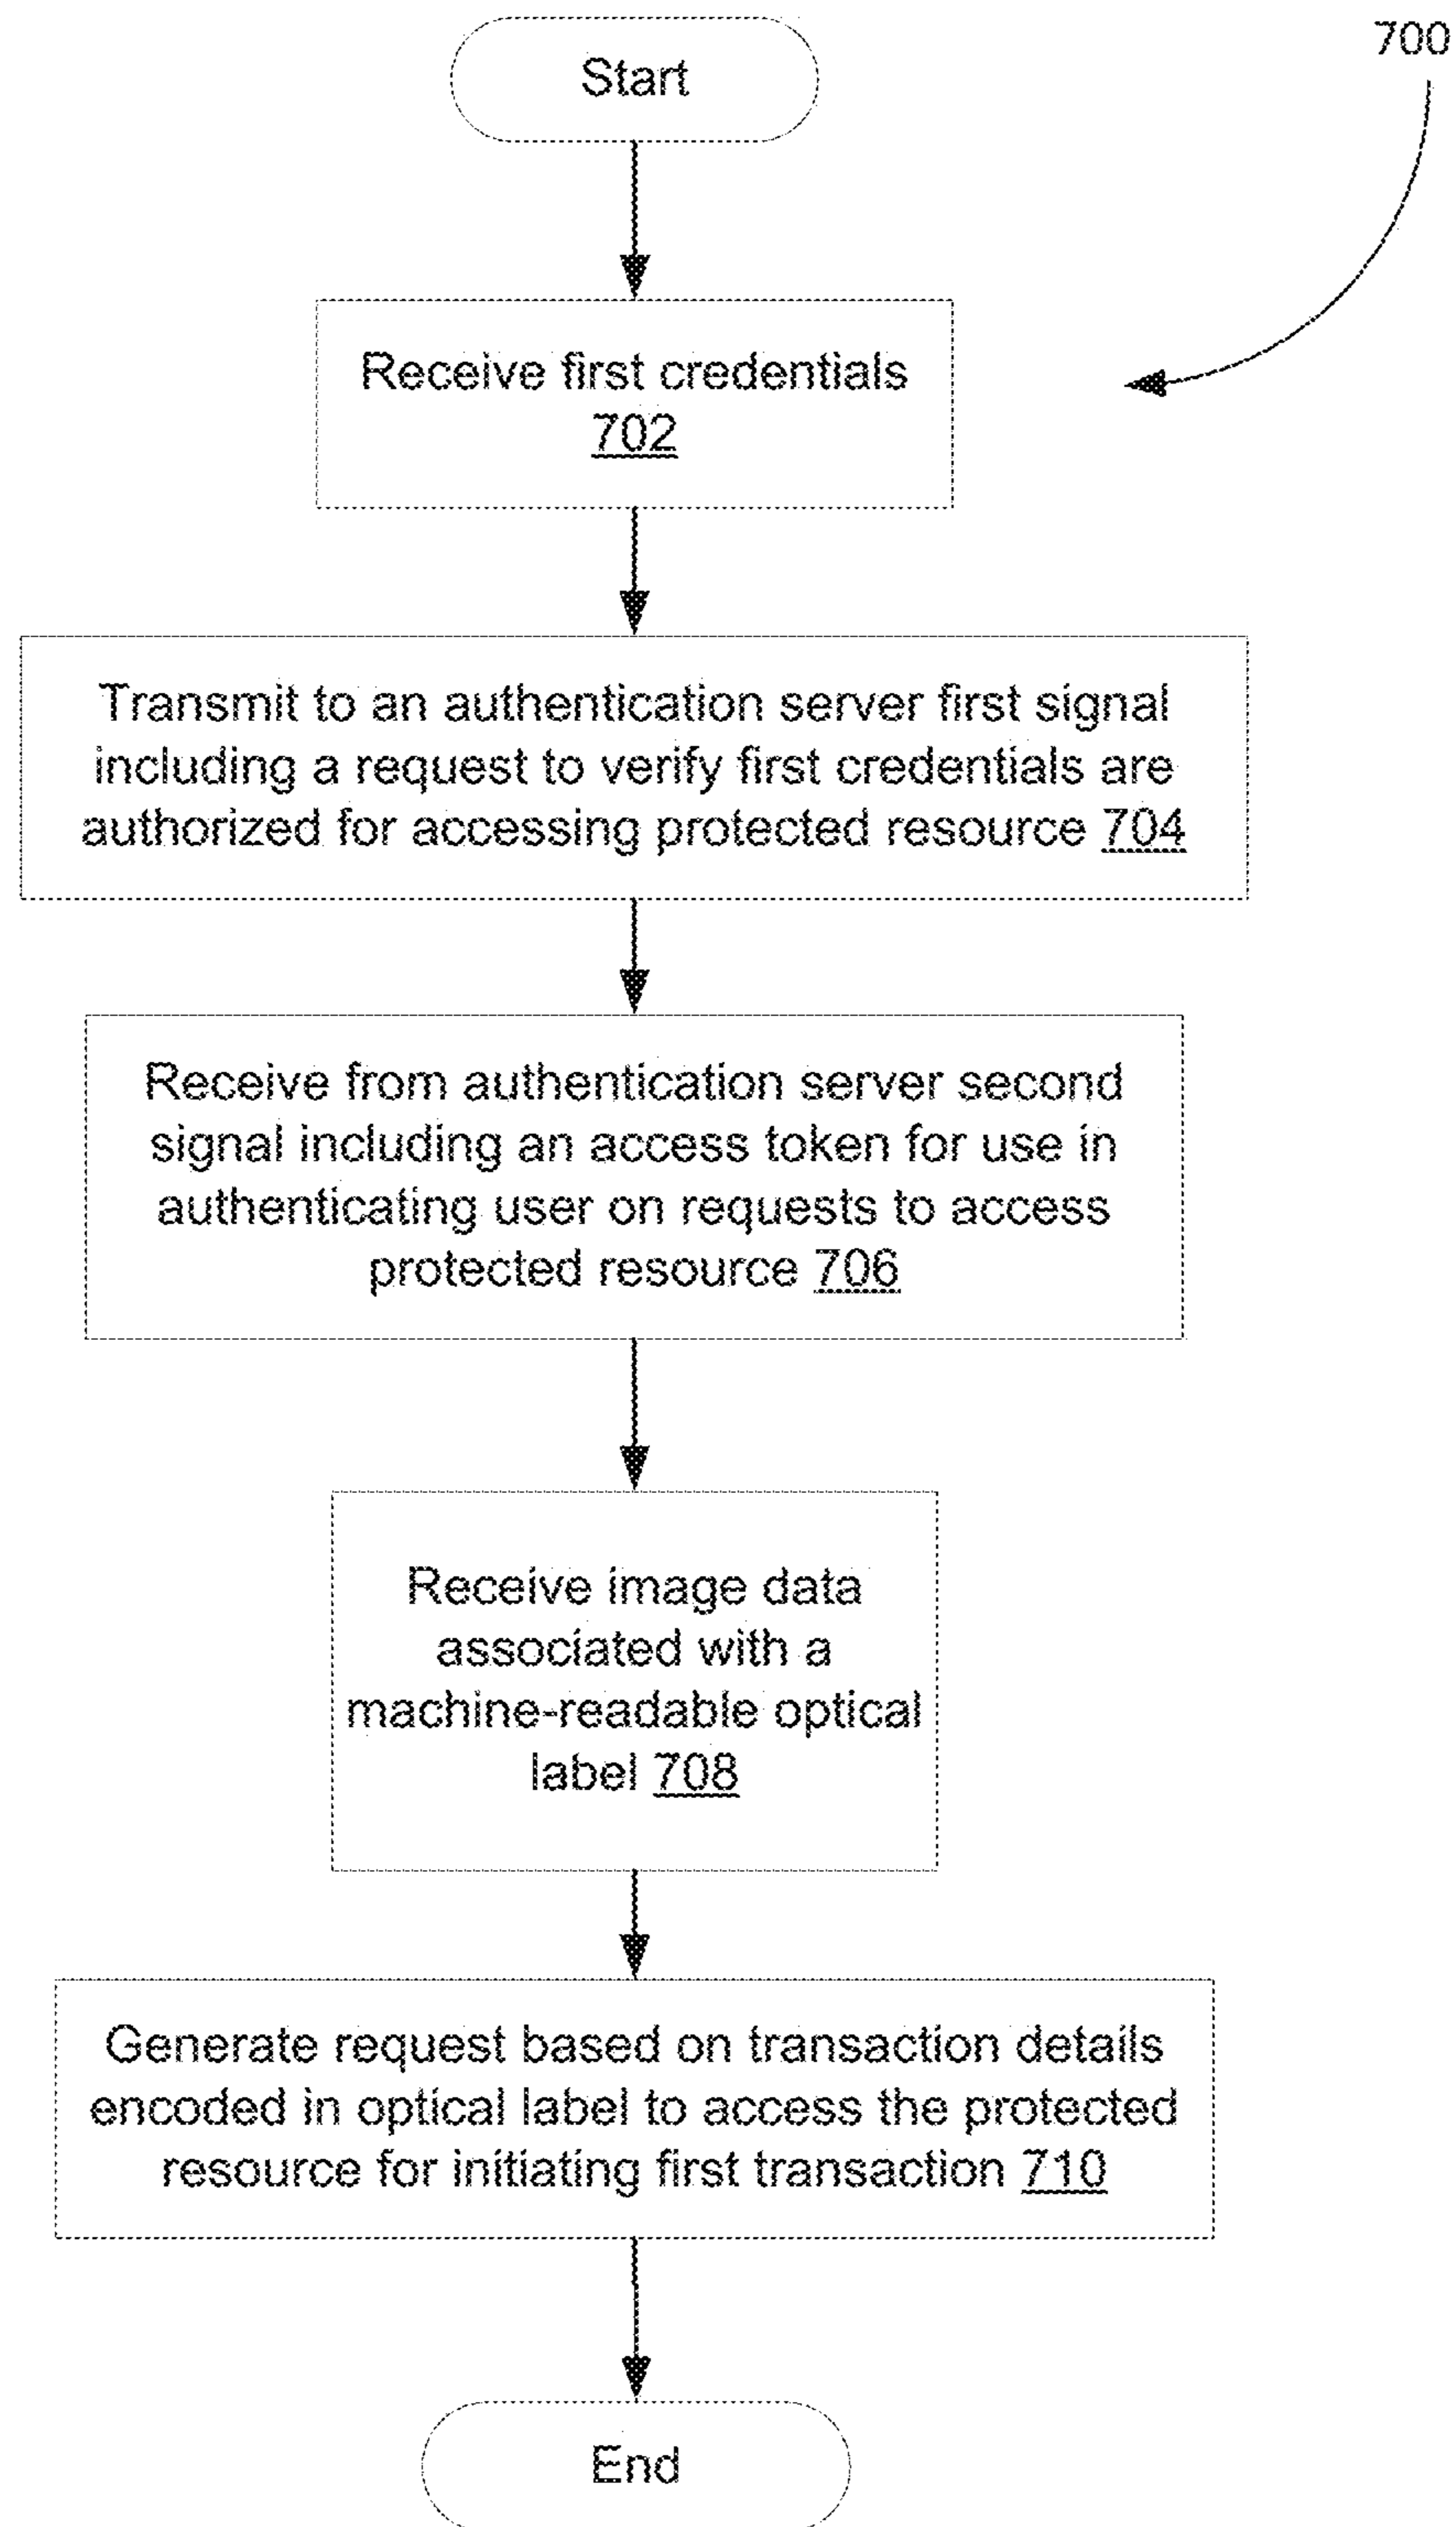 700
Start
Receive first credentials
702
Transmit to an authentication server first signal
including a request to verify first credentials are
authorized for accessing protected resource 704
Receive from authentication server second
signal including an access token for use in
authenticating user on requests to access
protected resource 706
Receive image data
associated with a
machine-readable optical
label 708
Generate request based on transaction details
encoded in optical label to access the protected
resource for initiating first transaction 710
End